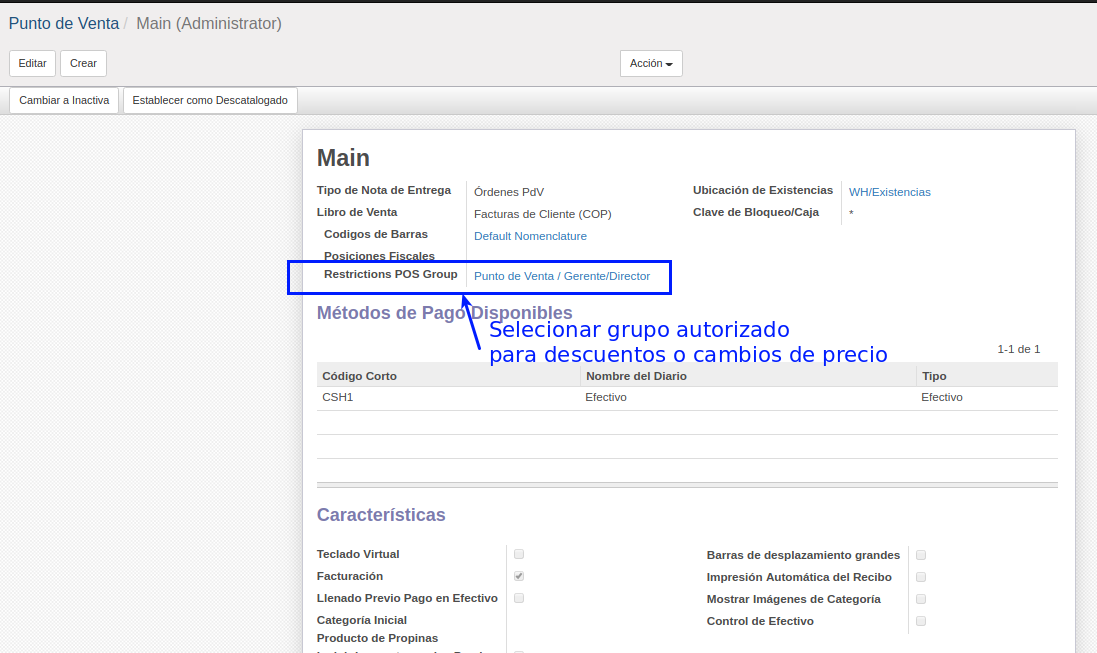 Punto de Venta / Main (Administrator)
Editar Crear Acción
Cambiar a Inactiva Establecer como Descatalogado
Main
Tipo de Nota de Entrega Órdenes PdV Ubicación de Existencias WH/Existencias
Libro de Venta Facturas de Cliente (COP) Clave de Bloqueo/Caja *
Codigos de Barras Default Nomenclature
Posiciones Fiscales
Restrictions POS Group Punto de Venta / Gerente/Director
Métodos de Pago Disponibles
Selecionar grupo autorizado
para descuentos o cambios de precio
1-1 de 1
Código Corto Nombre del Diario Tipo
CSH1 Efectivo Efectivo
Características
Teclado Virtual Barras de desplazamiento grandes
Facturación Impresión Automática del Recibo
Llenado Previo Pago en Efectivo Mostrar Imágenes de Categoría
Categoría Inicial Control de Efectivo
Producto de Propinas